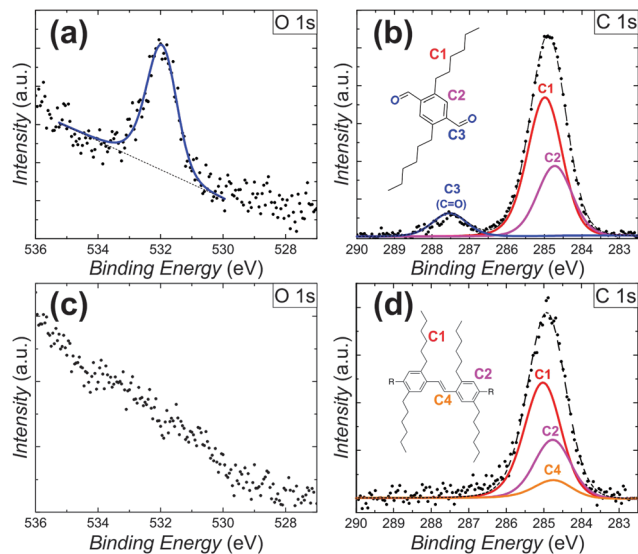 (a)
O 1s
Intensity (a.u.)
536 534 532 530 528
Binding Energy (eV)
(b)
C 1s
C1
C2
O
O
C3
C1
C2
C3
(C=O)
Intensity (a.u.)
290 289 288 287 286 285 284 283
Binding Energy (eV)
(c)
O 1s
Intensity (a.u.)
536 534 532 530 528
Binding Energy (eV)
(d)
C 1s
C1
C2
R
R
C4
C1
C2
C4
Intensity (a.u.)
290 289 288 287 286 285 284 283
Binding Energy (eV)